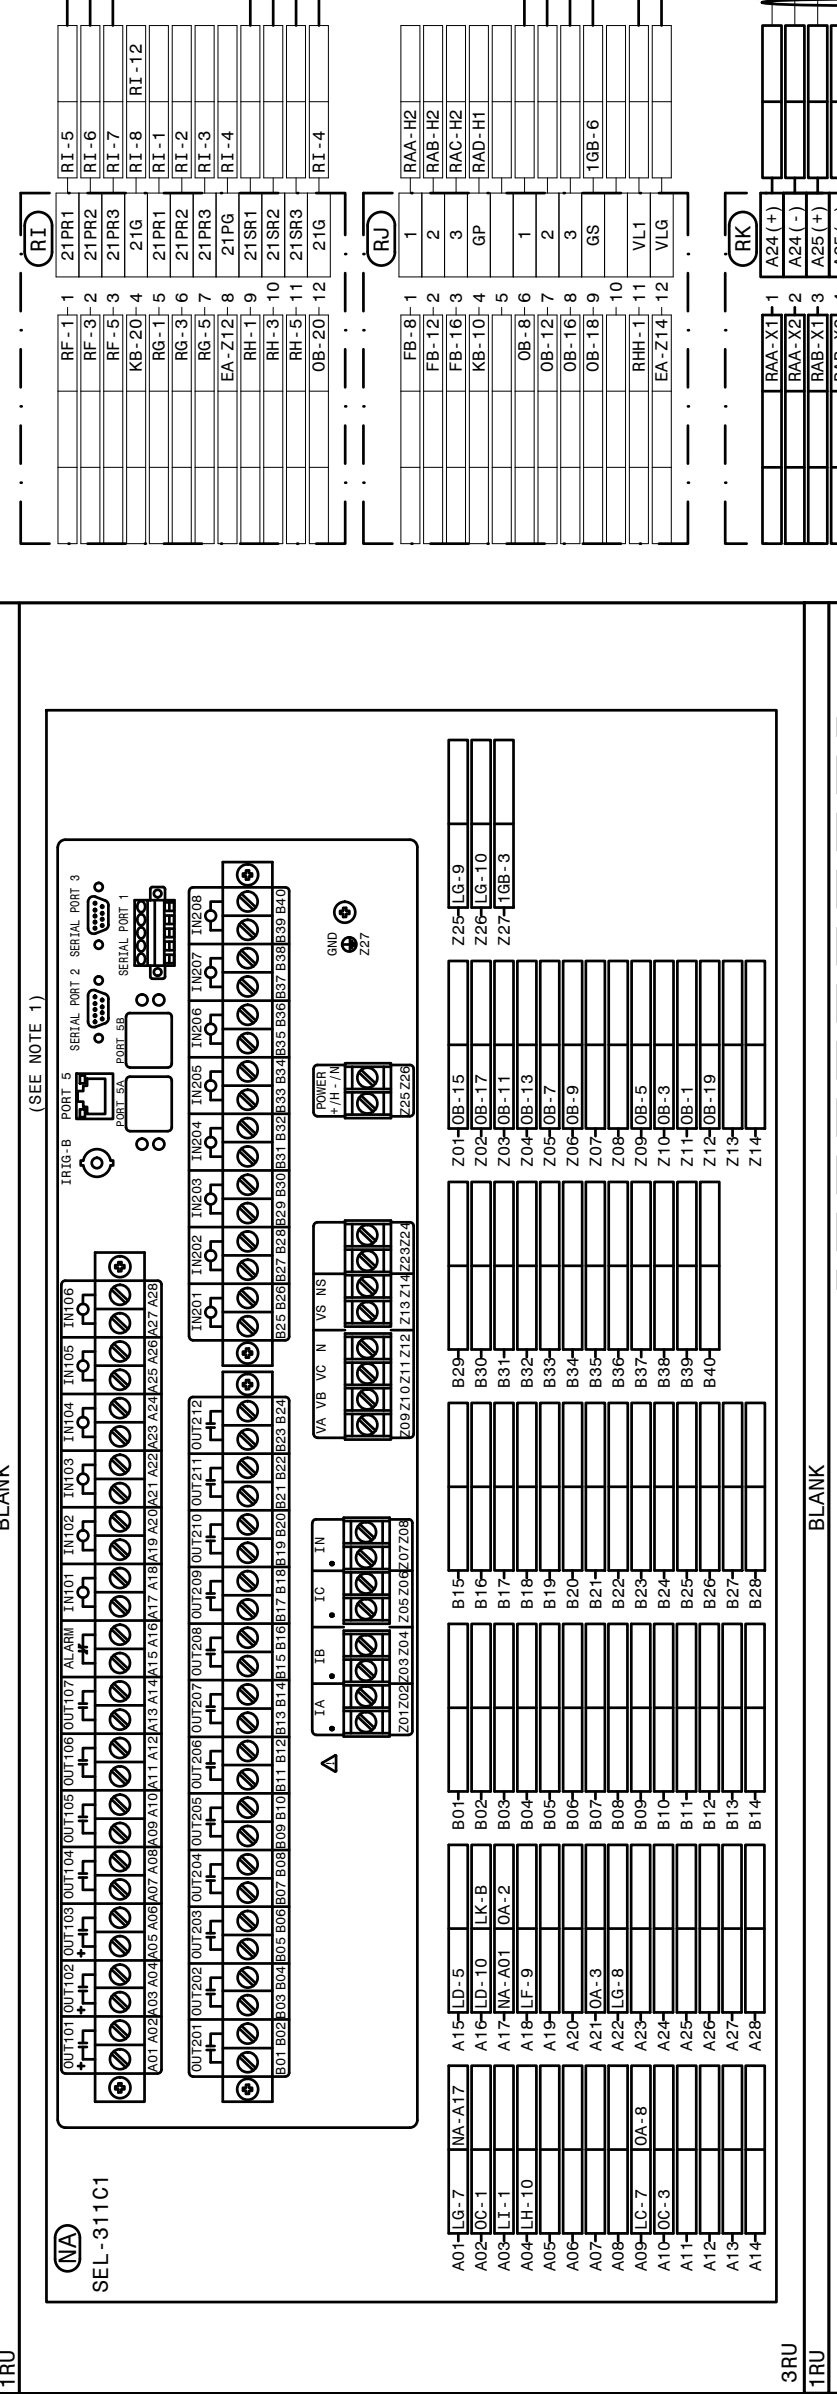 RI
RI-5
RI-6
RI-7
RI-8 RI-12
RI-1
RI-2
RI-3
RI-4
RI-4
21PR1
21PR2
21PR3
21G
21PR1
21PR2
21PR3
21PG
21SR1
21SR2
21SR3
21G
RF-1 1
RF-3 2
RF-5 3
KB-20 4
RG-1 5
RG-3 6
RG-5 7
EA-Z12 8
RH-1 9
RH-3 10
RH-5 11
OB-20 12
RJ
RAA-H2
RAB-H2
RAC-H2
RAD-H1
1GB-6
1
2
3
GP
1
2
3
GS
VL1
VLG
FB-8 1
FB-12 2
FB-16 3
KB-10 4
5
OB-8 6
OB-12 7
OB-16 8
OB-18 9
10
RHH-1 11
EA-Z14 12
RK
A24(+)
A24(-)
A25(+)
RAA-X1 1
RAA-X2 2
RAB-X1 3
BLANK
1RU
(SEE NOTE 1)
NA
SEL-311C1
IRIG-B
PORT 5
SERIAL PORT 2
SERIAL PORT 3
PORT 5A
PORT 5B
SERIAL PORT 1
OUT101 OUT102 OUT103 OUT104 OUT105 OUT106 OUT107 ALARM IN101 IN102 IN103 IN104 IN105 IN106
+ + +
A01 A02 A03 A04 A05 A06 A07 A08 A09 A10 A11 A12 A13 A14 A15 A16 A17 A18 A19 A20 A21 A22 A23 A24 A25 A26 A27 A28
OUT201 OUT202 OUT203 OUT204 OUT205 OUT206 OUT207 OUT208 OUT209 OUT210 OUT211 OUT212 IN201 IN202 IN203 IN204 IN205 IN206 IN207 IN208
B01 B02 B03 B04 B05 B06 B07 B08 B09 B10 B11 B12 B13 B14 B15 B16 B17 B18 B19 B20 B21 B22 B23 B24 B25 B26 B27 B28 B29 B30 B31 B32 B33 B34 B35 B36 B37 B38 B39 B40
IA IB IC IN
Z01 Z02 Z03 Z04 Z05 Z06 Z07 Z08
VA VB VC N VS NS
Z09 Z10 Z11 Z12 Z13 Z14 Z23 Z24
POWER
+/H -/N
Z25 Z26
GND
Z27
A01 LG-7 NA-A17
A02 OC-1
A03 LI-1
A04 LH-10
A05
A06
A07
A08
A09 LC-7 OA-8
A10 OC-3
A11
A12
A13
A14
A15 LD-5
A16 LD-10 LK-B
A17 NA-A01 OA-2
A18 LF-9
A19
A20
A21 OA-3
A22 LG-8
A23
A24
A25
A26
A27
A28
B01
B02
B03
B04
B05
B06
B07
B08
B09
B10
B11
B12
B13
B14
B15
B16
B17
B18
B19
B20
B21
B22
B23
B24
B25
B26
B27
B28
B29
B30
B31
B32
B33
B34
B35
B36
B37
B38
B39
B40
Z01 OB-15
Z02 OB-17
Z03 OB-11
Z04 OB-13
Z05 OB-7
Z06 OB-9
Z07
Z08
Z09 OB-5
Z10 OB-3
Z11 OB-1
Z12 OB-19
Z13
Z14
Z25 LG-9
Z26 LG-10
Z27 1GB-3
3RU
1RU
BLANK